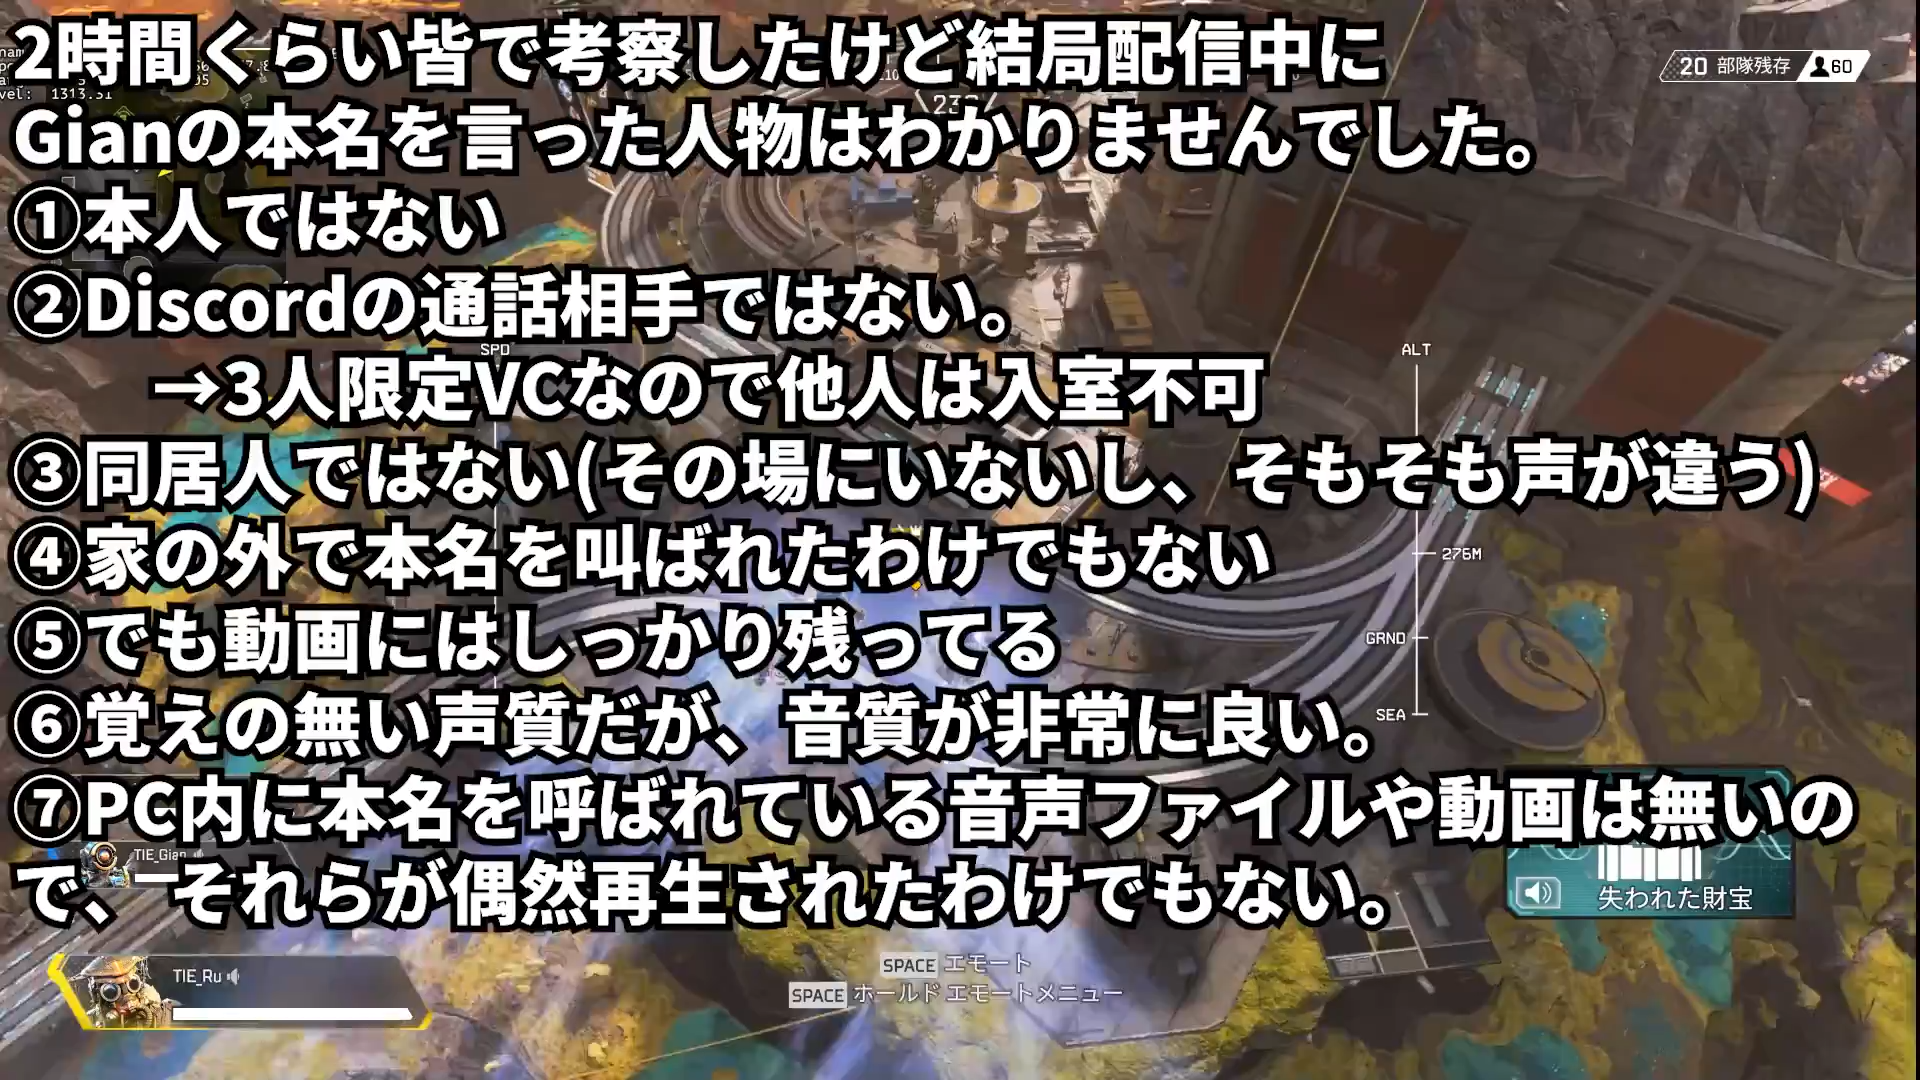 2時間くらい皆で考察したけど結局配信中に
Gianの本名を言った人物はわかりませんでした。
①本人ではない
②Discordの通話相手ではない。
→3人限定VCなので他人は入室不可
③同居人ではない(その場にいないし、そもそも声が違う)
④家の外で本名を叫ばれたわけでもない
⑤でも動画にはしっかり残ってる
⑥覚えの無い声質だが、音質が非常に良い。
⑦PC内に本名を呼ばれている音声ファイルや動画は無いの
で、それらが偶然再生されたわけでもない。
20 部隊残存 60
1313.31
SPD
ALT
276M
GRND
SEA
TIE_Gian
失われた財宝
TIE_Ru
SPACE エモート
SPACE ホールド エモートメニュー